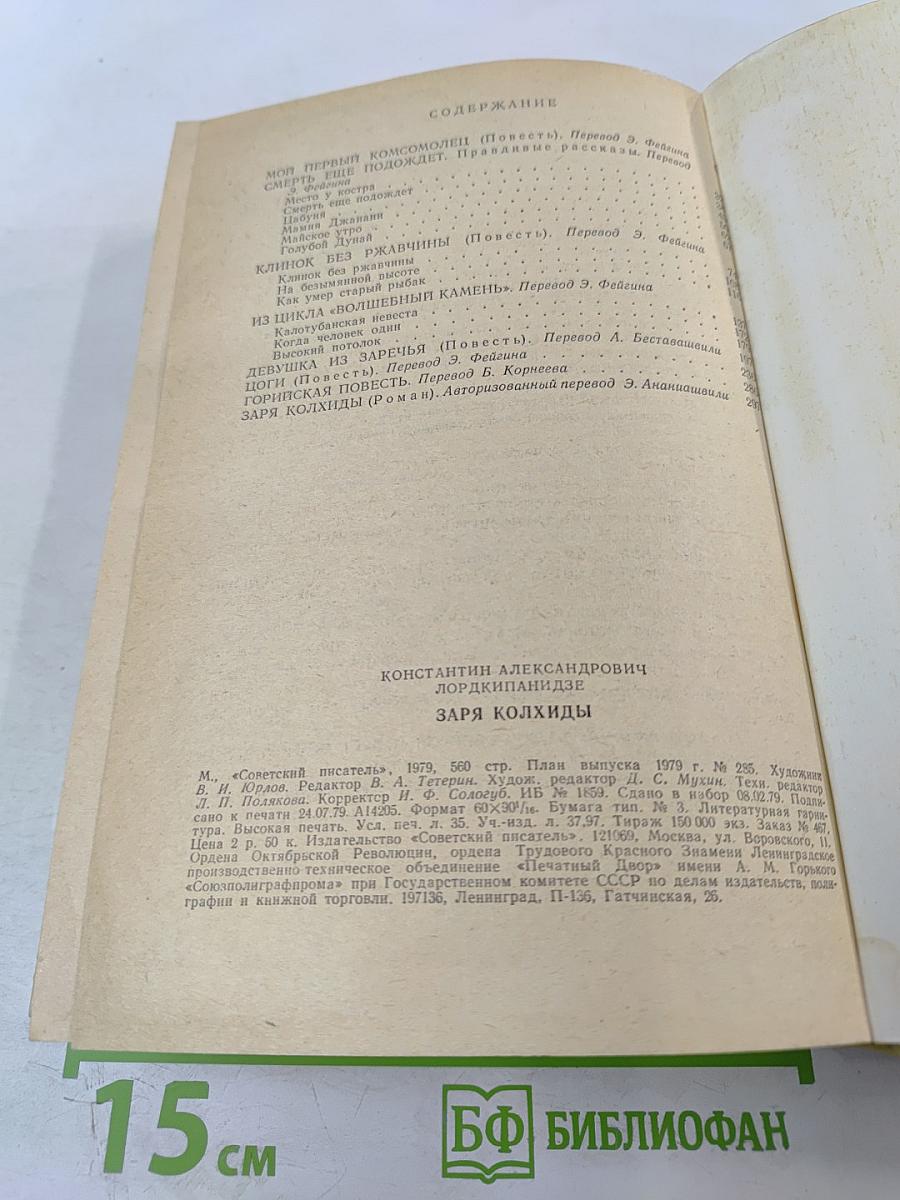 СОДЕРЖАНИЕ
МОЙ ПЕРВЫЙ КОМСОМОЛЕЦ (Повесть). Перевод Э. Фейгина
СМЕРТЬ ЕЩЕ ПОДОЖДЕТ. Правдивые рассказы. Перевод
Э. Фейгина
Место у костра
Смерть еще подождет
Цабуня
Мамия Джанани
Майское утро
Голубой Дунай
КЛИНОК БЕЗ РЖАВЧИНЫ (Повесть). Перевод Э. Фейгина
Клинок без ржавчины
На безымянной высоте
Как умер старый рыбак
ИЗ ЦИКЛА «ВОЛШЕБНЫЙ КАМЕНЬ». Перевод Э. Фейгина
Калотубанская невеста
Когда человек один
Высокий потолок
ДЕВУШКА ИЗ ЗАРЕЧЬЯ (Повесть). Перевод А. Беставашвили
ЦОГИ (Повесть). Перевод Э. Фейгина
ГОРИЙСКАЯ ПОВЕСТЬ. Перевод Б. Корнеева
ЗАРЯ КОЛХИДЫ (Роман). Авторизованный перевод Э. Ананиашвили
КОНСТАНТИН АЛЕКСАНДРОВИЧ
ЛОРДКИПАНИДЗЕ
ЗАРЯ КОЛХИДЫ
М., «Советский писатель», 1979, 560 стр. План выпуска 1979 г. № 285. Художник
В. И. Юрлов. Редактор В. А. Тетерин. Худож. редактор Д. С. Мухин. Техн. редактор
Л. П. Полякова. Корректор И. Ф. Сологуб. ИБ № 1859. Сдано в набор 08.02.79. Подпи-
сано к печати 24.07.79. А14205. Формат 60×90¹/₁₆. Бумага тип. № 3. Литературная гарни-
тура. Высокая печать. Усл. печ. л. 35. Уч.-изд. л. 37,97. Тираж 150 000 экз. Заказ № 467.
Цена 2 р. 50 к. Издательство «Советский писатель». 121069, Москва, ул. Воровского, 11.
Ордена Октябрьской Революции, ордена Трудового Красного Знамени Ленинградское
производственно-техническое объединение «Печатный Двор» имени А. М. Горького
«Союзполиграфпрома» при Государственном комитете СССР по делам издательств, поли-
графии и книжной торговли. 197136, Ленинград, П-136, Гатчинская, 26.
15 см
БФ БИБЛИОФАН